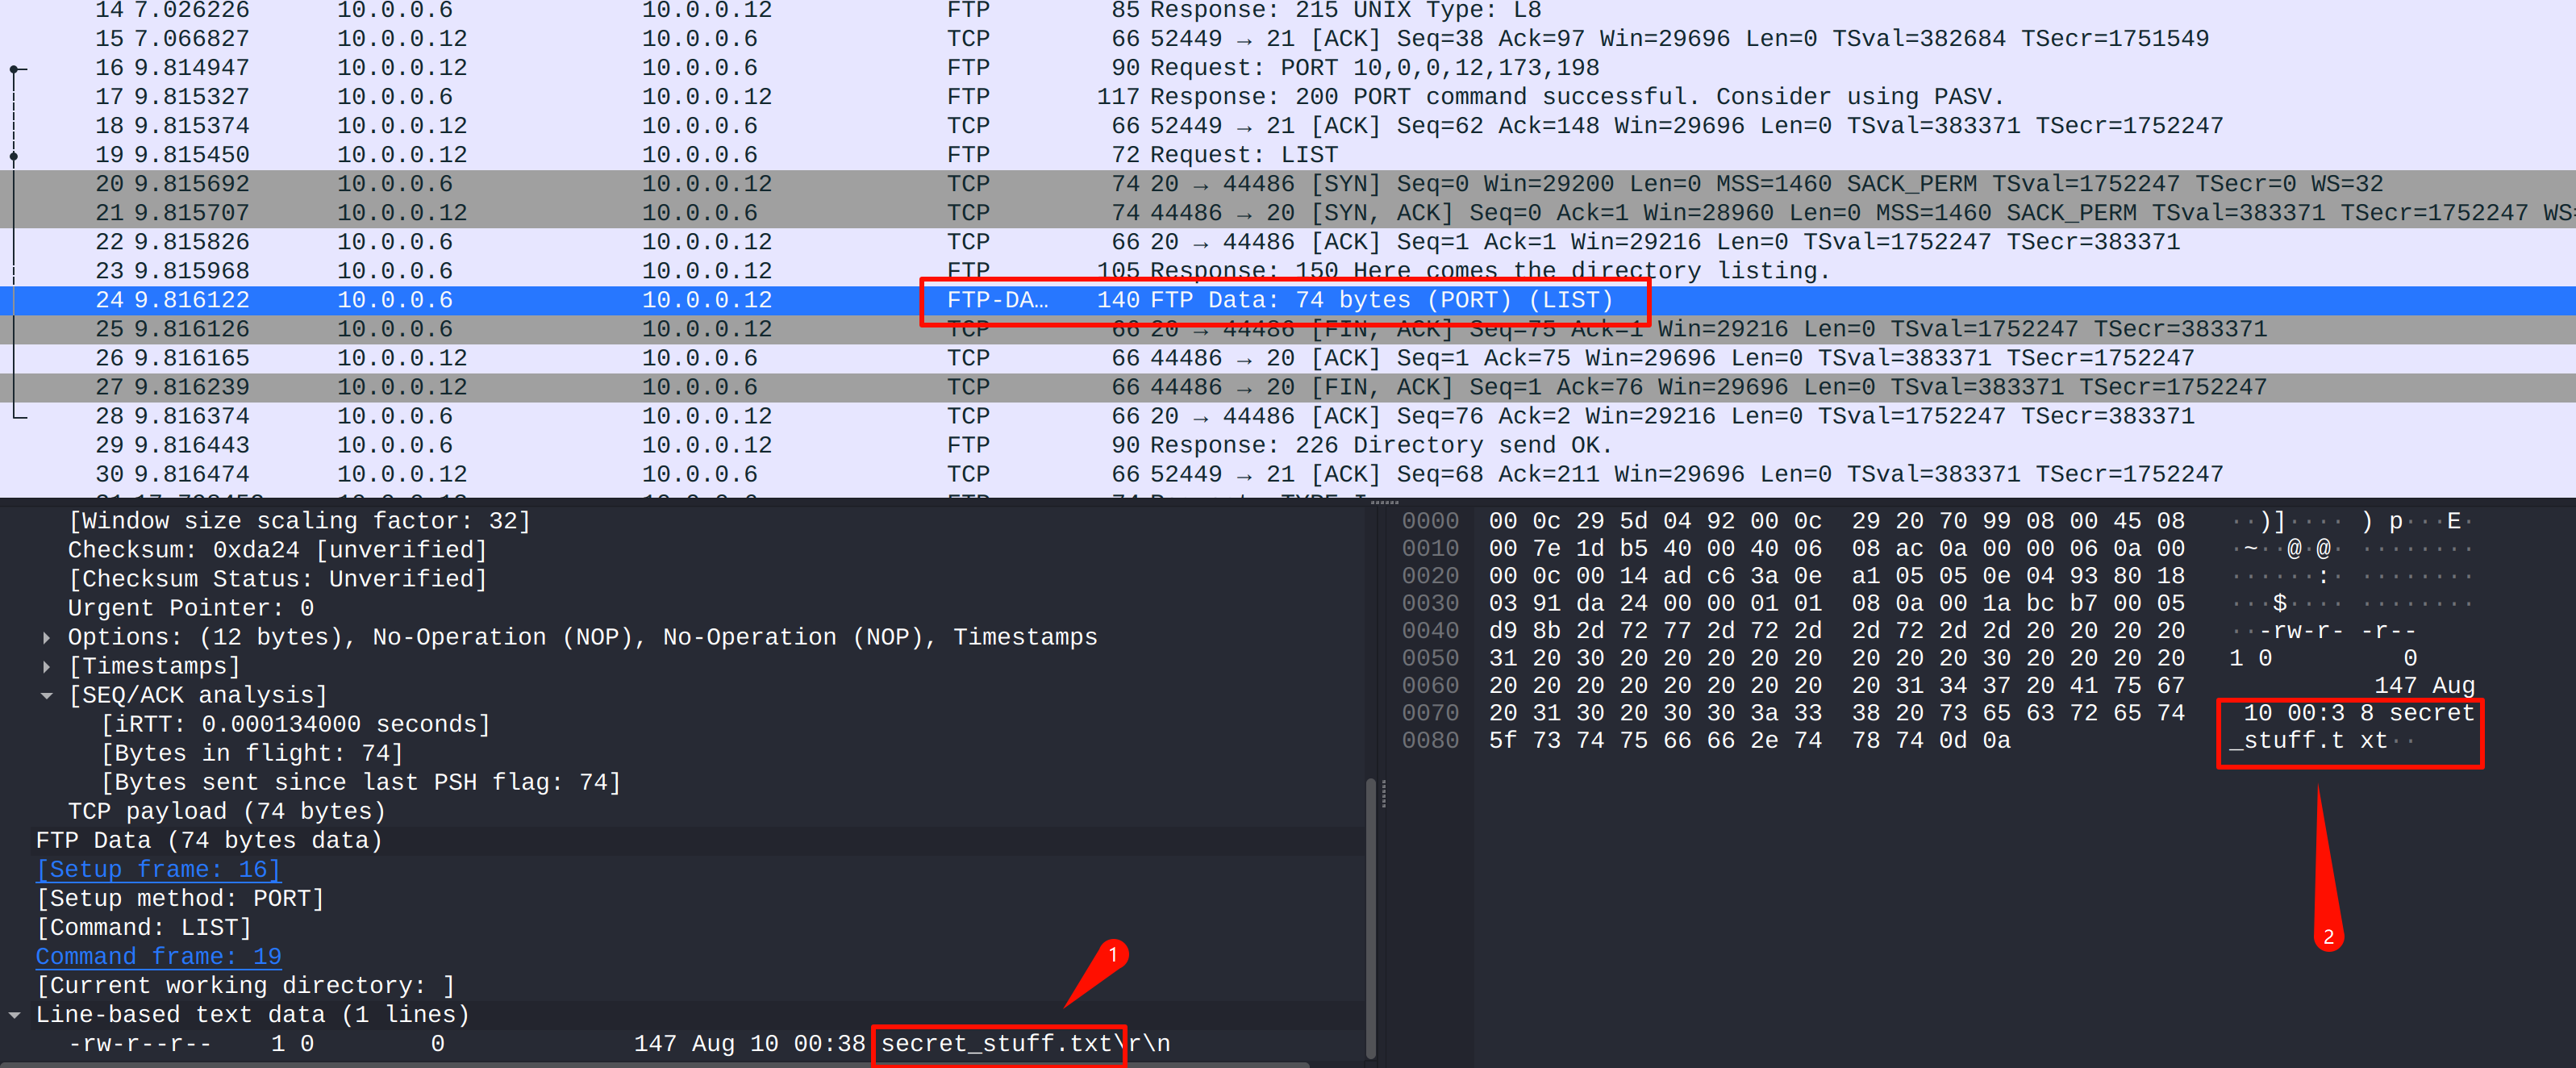 14 7.026226 10.0.0.6 10.0.0.12 FTP 85 Response: 215 UNIX Type: L8
15 7.066827 10.0.0.12 10.0.0.6 TCP 66 52449 → 21 [ACK] Seq=38 Ack=97 Win=29696 Len=0 TSval=382684 TSecr=1751549
16 9.814947 10.0.0.12 10.0.0.6 FTP 90 Request: PORT 10,0,0,12,173,198
17 9.815327 10.0.0.6 10.0.0.12 FTP 117 Response: 200 PORT command successful. Consider using PASV.
18 9.815374 10.0.0.12 10.0.0.6 TCP 66 52449 → 21 [ACK] Seq=62 Ack=148 Win=29696 Len=0 TSval=383371 TSecr=1752247
19 9.815450 10.0.0.12 10.0.0.6 FTP 72 Request: LIST
20 9.815692 10.0.0.6 10.0.0.12 TCP 74 20 → 44486 [SYN] Seq=0 Win=29200 Len=0 MSS=1460 SACK_PERM TSval=1752247 TSecr=0 WS=32
21 9.815707 10.0.0.12 10.0.0.6 TCP 74 44486 → 20 [SYN, ACK] Seq=0 Ack=1 Win=28960 Len=0 MSS=1460 SACK_PERM TSval=383371 TSecr=1752247 WS=
22 9.815826 10.0.0.6 10.0.0.12 TCP 66 20 → 44486 [ACK] Seq=1 Ack=1 Win=29216 Len=0 TSval=1752247 TSecr=383371
23 9.815968 10.0.0.6 10.0.0.12 FTP 105 Response: 150 Here comes the directory listing.
24 9.816122 10.0.0.6 10.0.0.12 FTP-DA… 140 FTP Data: 74 bytes (PORT) (LIST)
25 9.816126 10.0.0.6 10.0.0.12 TCP 66 20 → 44486 [FIN, ACK] Seq=75 Ack=1 Win=29216 Len=0 TSval=1752247 TSecr=383371
26 9.816165 10.0.0.12 10.0.0.6 TCP 66 44486 → 20 [ACK] Seq=1 Ack=75 Win=29696 Len=0 TSval=383371 TSecr=1752247
27 9.816239 10.0.0.12 10.0.0.6 TCP 66 44486 → 20 [FIN, ACK] Seq=1 Ack=76 Win=29696 Len=0 TSval=383371 TSecr=1752247
28 9.816374 10.0.0.6 10.0.0.12 TCP 66 20 → 44486 [ACK] Seq=76 Ack=2 Win=29216 Len=0 TSval=1752247 TSecr=383371
29 9.816443 10.0.0.6 10.0.0.12 FTP 90 Response: 226 Directory send OK.
30 9.816474 10.0.0.12 10.0.0.6 TCP 66 52449 → 21 [ACK] Seq=68 Ack=211 Win=29696 Len=0 TSval=383371 TSecr=1752247
[Window size scaling factor: 32]
Checksum: 0xda24 [unverified]
[Checksum Status: Unverified]
Urgent Pointer: 0
Options: (12 bytes), No-Operation (NOP), No-Operation (NOP), Timestamps
[Timestamps]
[SEQ/ACK analysis]
[iRTT: 0.000134000 seconds]
[Bytes in flight: 74]
[Bytes sent since last PSH flag: 74]
TCP payload (74 bytes)
FTP Data (74 bytes data)
[Setup frame: 16]
[Setup method: PORT]
[Command: LIST]
Command frame: 19
[Current working directory: ]
Line-based text data (1 lines)
-rw-r--r-- 1 0 0 147 Aug 10 00:38 secret_stuff.txt\r\n
1
0000 00 0c 29 5d 04 92 00 0c 29 20 70 99 08 00 45 08 ··)]···· ) p···E·
0010 00 7e 1d b5 40 00 40 06 08 ac 0a 00 00 06 0a 00 ·~··@·@· ········
0020 00 0c 00 14 ad c6 3a 0e a1 05 05 0e 04 93 80 18 ······:· ········
0030 03 91 da 24 00 00 01 01 08 0a 00 1a bc b7 00 05 ···$···· ········
0040 d9 8b 2d 72 77 2d 72 2d 2d 72 2d 2d 20 20 20 20 ··-rw-r- -r--
0050 31 20 30 20 20 20 20 20 20 20 20 30 20 20 20 20 1 0 0
0060 20 20 20 20 20 20 20 20 20 31 34 37 20 41 75 67 147 Aug
0070 20 31 30 20 30 30 3a 33 38 20 73 65 63 72 65 74 10 00:3 8 secret
0080 5f 73 74 75 66 66 2e 74 78 74 0d 0a _stuff.t xt··
2